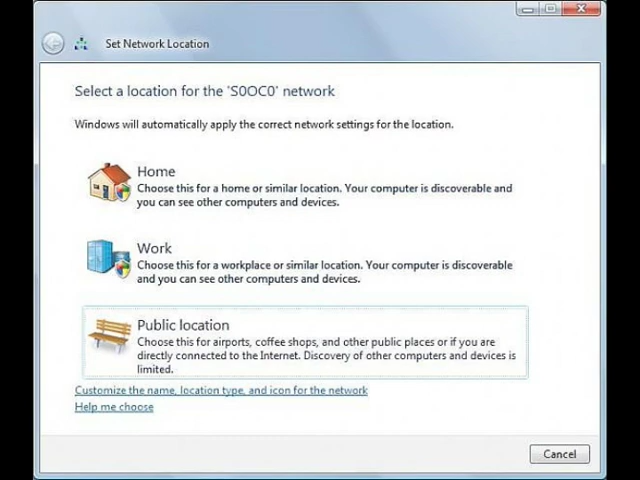 Set Network Location
Select a location for the 'S0OC0' network
Windows will automatically apply the correct network settings for the location.
Home
Choose this for a home or similar location. Your computer is discoverable and
you can see other computers and devices.
Work
Choose this for a workplace or similar location. Your computer is discoverable
and you can see other computers and devices.
Public location
Choose this for airports, coffee shops, and other public places or if you are
directly connected to the Internet. Discovery of other computers and devices is
limited.
Customize the name, location type, and icon for the network
Help me choose
Cancel